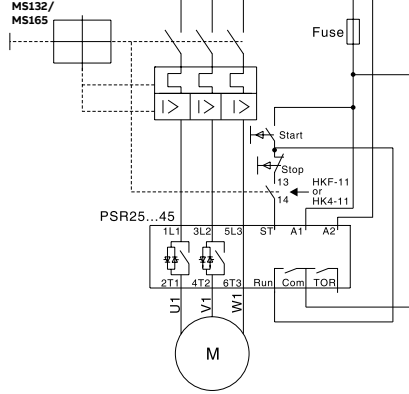 MS132/
MS165
Fuse
Start
Stop
13 HKF-11
or
14 HK4-11
PSR25...45
1L1 3L2 5L3 ST A1 A2
2T1 4T2 6T3 Run Com TOR
U1 V1 W1
M